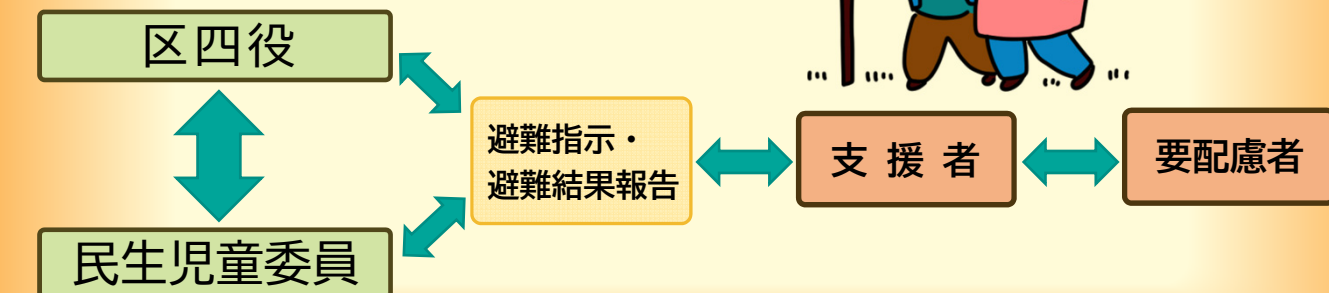 区四役
避難指示・
避難結果報告
支援者
要配慮者
民生児童委員